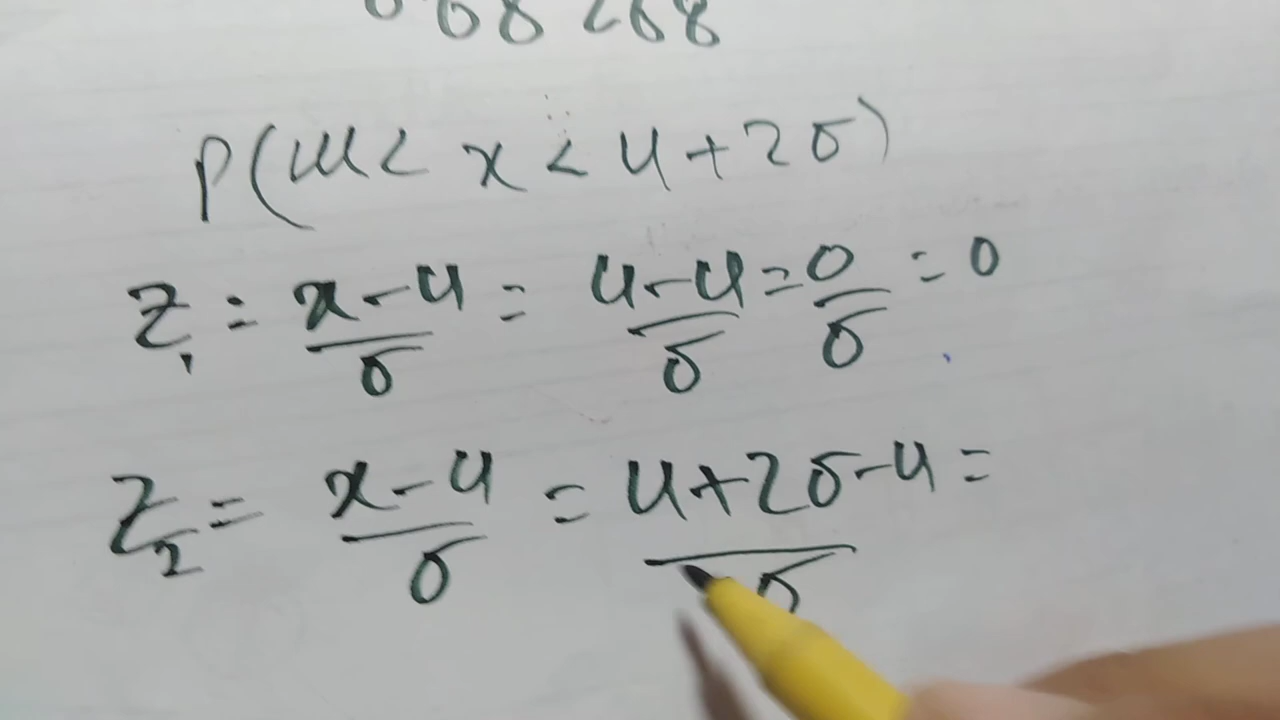 P(μ < x < μ + 2σ)
Z₁ = (x - μ)/σ = (μ - μ)/σ = 0/σ = 0
Z₂ = (x - μ)/σ = (μ + 2σ - μ)/σ =